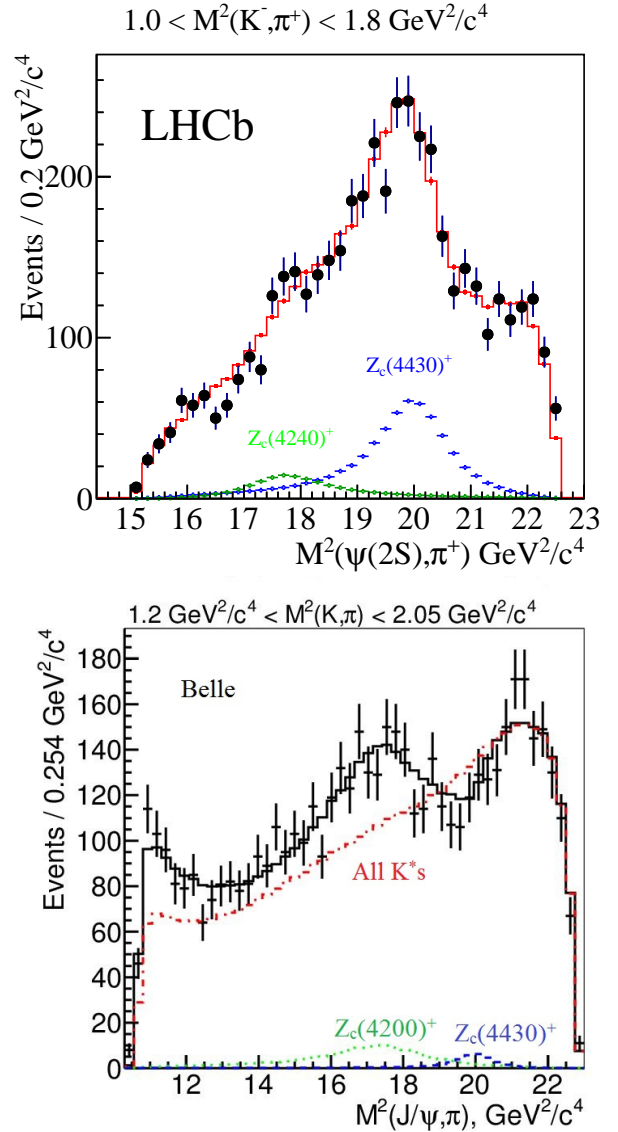 1.0 < M²(K⁻,π⁺) < 1.8 GeV²/c⁴
Events / 0.2 GeV²/c⁴
LHCb
200
100
0
Z_c(4430)⁺
Z_c(4240)⁺
15 16 17 18 19 20 21 22 23
M²(ψ(2S),π⁺) GeV²/c⁴
1.2 GeV²/c⁴ < M²(K,π) < 2.05 GeV²/c⁴
Events / 0.254 GeV²/c⁴
Belle
180
160
140
120
100
80
60
40
20
0
All K*s
Z_c(4200)⁺
Z_c(4430)⁺
12 14 16 18 20 22
M²(J/ψ,π), GeV²/c⁴